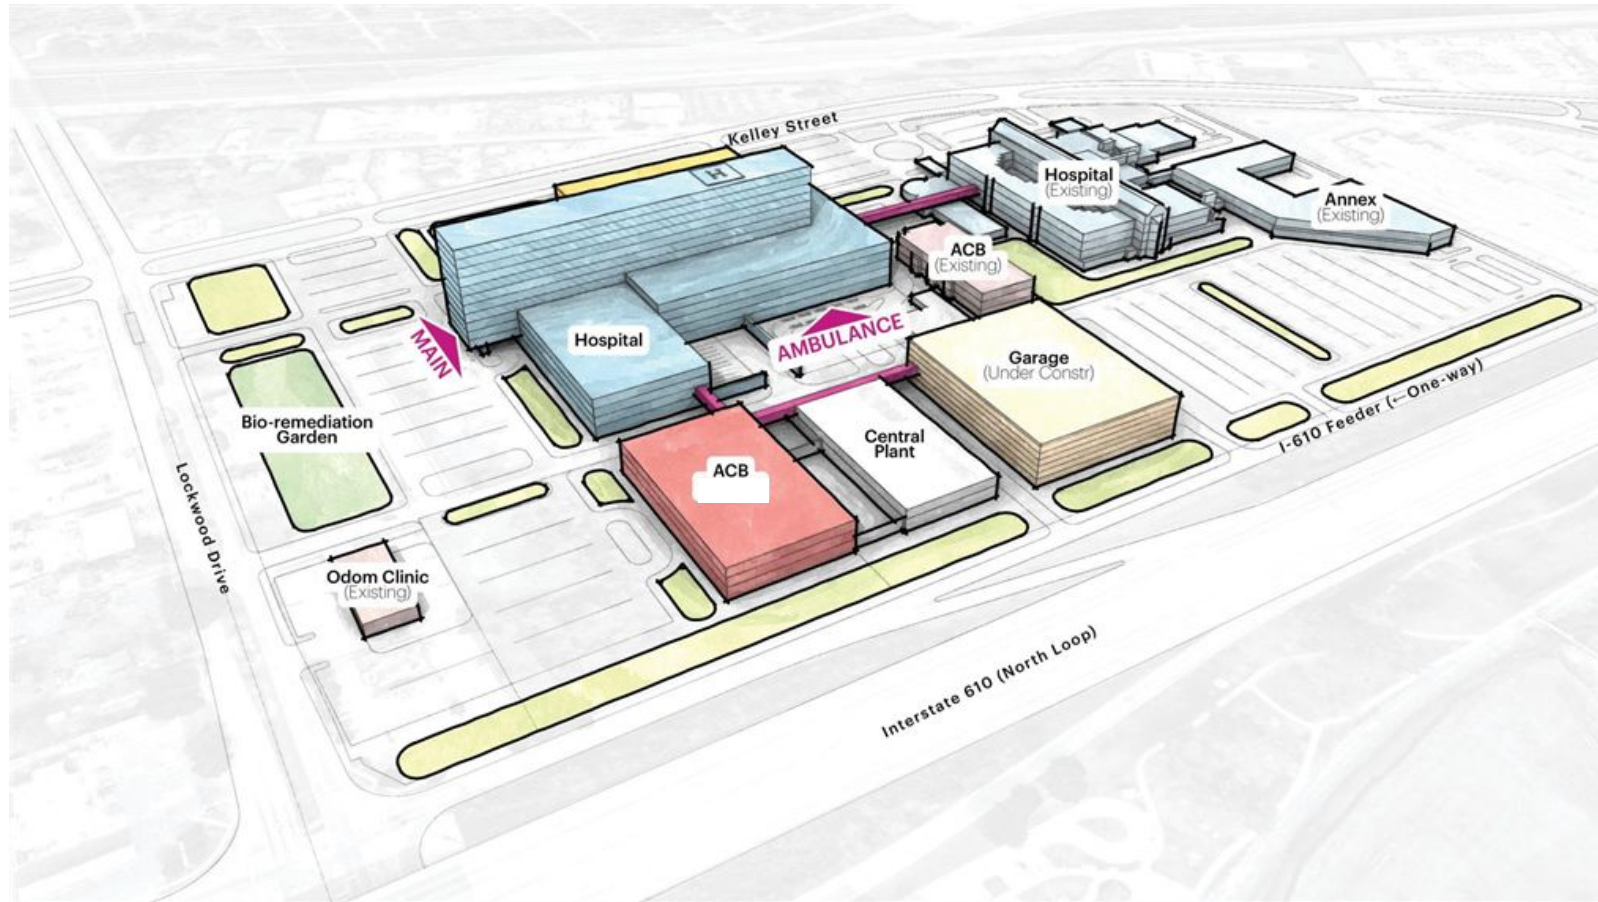 Kelley Street
H
Hospital
(Existing)
Annex
(Existing)
ACB
(Existing)
MAIN
Hospital
AMBULANCE
Garage
(Under Constr)
I-610 Feeder (←One-way)
Bio-remediation
Garden
Central
Plant
ACB
Lockwood Drive
Odom Clinic
(Existing)
Interstate 610 (North Loop)